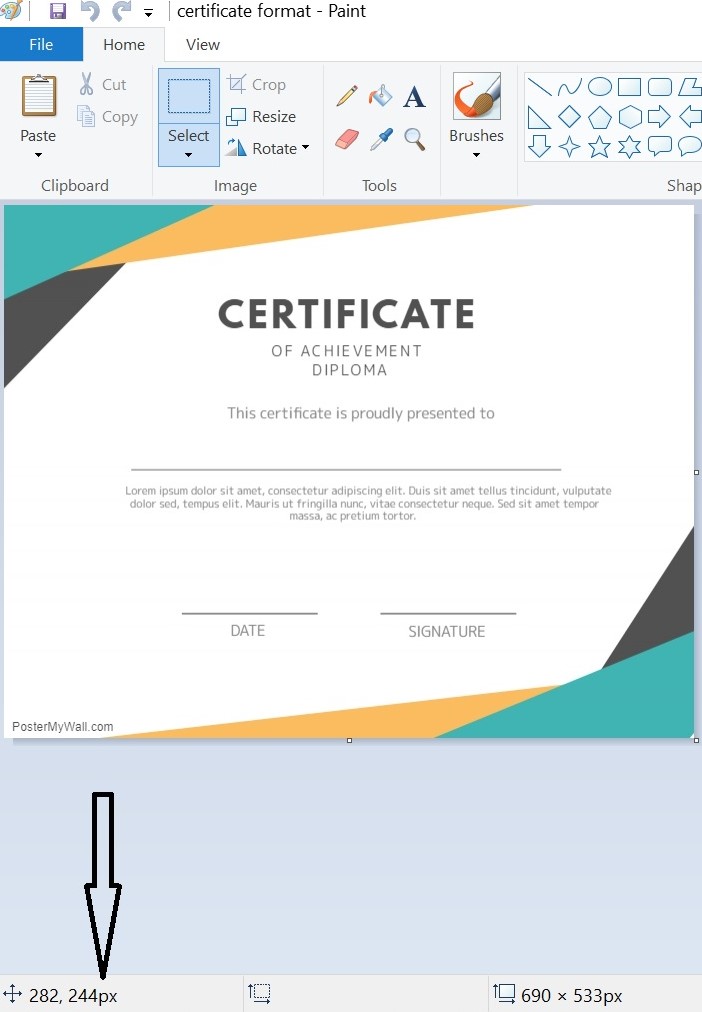 certificate format - Paint
File Home View
Paste
Cut
Copy
Select
Crop
Resize
Rotate
Brushes
Clipboard Image Tools Shap
CERTIFICATE
OF ACHIEVEMENT
DIPLOMA
This certificate is proudly presented to
Lorem ipsum dolor sit amet, consectetur adipiscing elit. Duis sit amet tellus tincidunt, vulputate
dolor sed, tempus elit. Mauris ut fringilla nunc, vitae consectetur neque. Sed sit amet tempor
massa, ac pretium tortor.
DATE SIGNATURE
PosterMyWall.com
282, 244px 690 × 533px